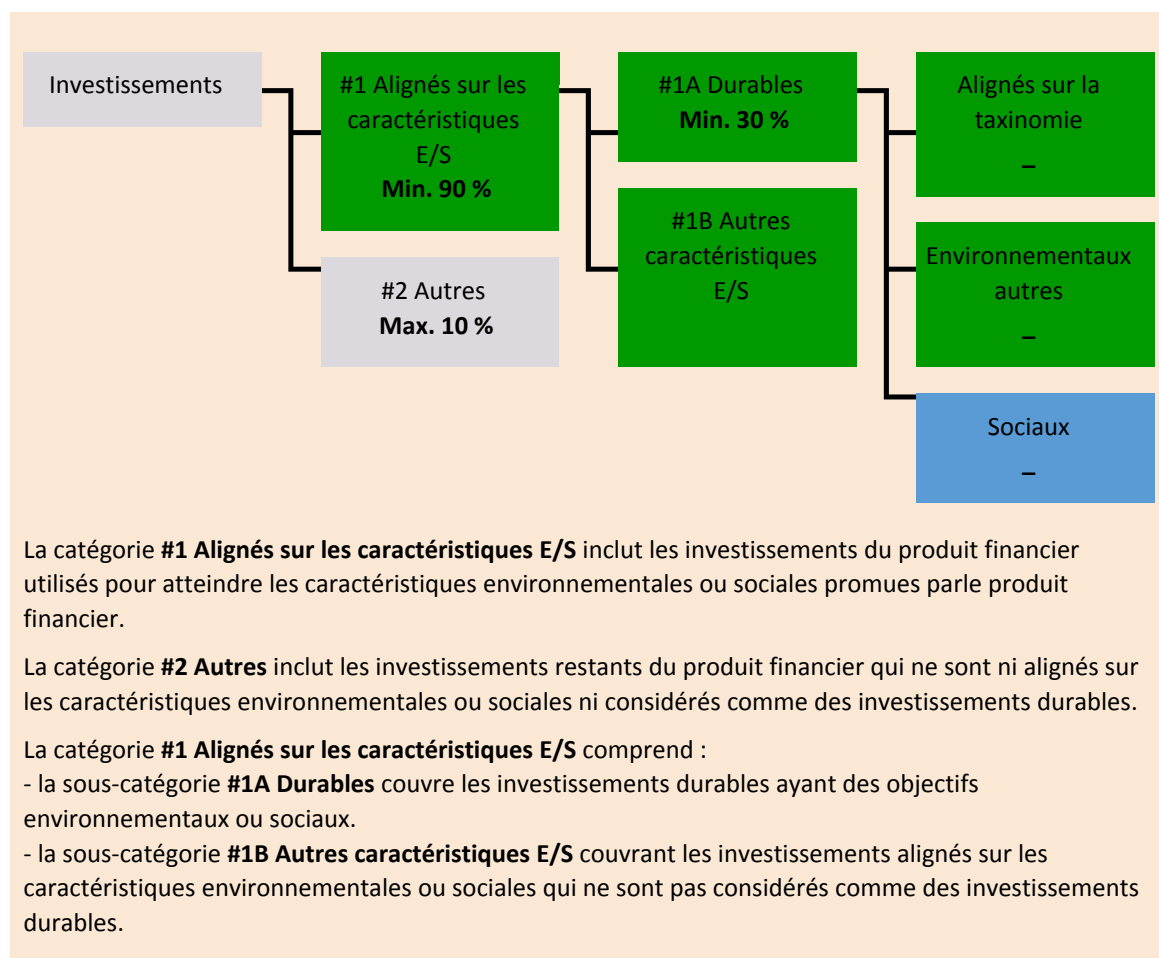 Investissements
#1 Alignés sur les
caractéristiques
E/S
Min. 90 %
#2 Autres
Max. 10 %
#1A Durables
Min. 30 %
#1B Autres
caractéristiques
E/S
Alignés sur la
taxinomie
–
Environnementaux
autres
–
Sociaux
–
La catégorie #1 Alignés sur les caractéristiques E/S inclut les investissements du produit financier
utilisés pour atteindre les caractéristiques environnementales ou sociales promues parle produit
financier.
La catégorie #2 Autres inclut les investissements restants du produit financier qui ne sont ni alignés sur
les caractéristiques environnementales ou sociales ni considérés comme des investissements durables.
La catégorie #1 Alignés sur les caractéristiques E/S comprend :
- la sous-catégorie #1A Durables couvre les investissements durables ayant des objectifs
environnementaux ou sociaux.
- la sous-catégorie #1B Autres caractéristiques E/S couvrant les investissements alignés sur les
caractéristiques environnementales ou sociales qui ne sont pas considérés comme des investissements
durables.